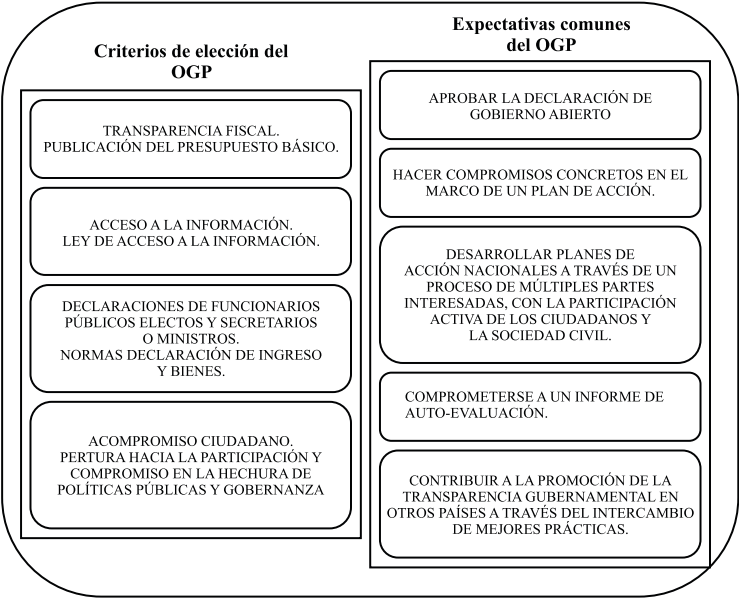 Criterios de elección del
OGP
TRANSPARENCIA FISCAL.
PUBLICACIÓN DEL PRESUPUESTO BÁSICO.
ACCESO A LA INFORMACIÓN.
LEY DE ACCESO A LA INFORMACIÓN.
DECLARACIONES DE FUNCIONARIOS
PÚBLICOS ELECTOS Y SECRETARIOS
O MINISTROS.
NORMAS DECLARACIÓN DE INGRESO
Y BIENES.
ACOMPROMISO CIUDADANO.
PERTURA HACIA LA PARTICIPACIÓN Y
COMPROMISO EN LA HECHURA DE
POLÍTICAS PÚBLICAS Y GOBERNANZA
Expectativas comunes
del OGP
APROBAR LA DECLARACIÓN DE
GOBIERNO ABIERTO
HACER COMPROMISOS CONCRETOS EN EL
MARCO DE UN PLAN DE ACCIÓN.
DESARROLLAR PLANES DE
ACCIÓN NACIONALES A TRAVÉS DE UN
PROCESO DE MÚLTIPLES PARTES
INTERESADAS, CON LA PARTICIPACIÓN
ACTIVA DE LOS CIUDADANOS Y
LA SOCIEDAD CIVIL.
COMPROMETERSE A UN INFORME DE
AUTO-EVALUACIÓN.
CONTRIBUIR A LA PROMOCIÓN DE LA
TRANSPARENCIA GUBERNAMENTAL EN
OTROS PAÍSES A TRAVÉS DEL INTERCAMBIO
DE MEJORES PRÁCTICAS.